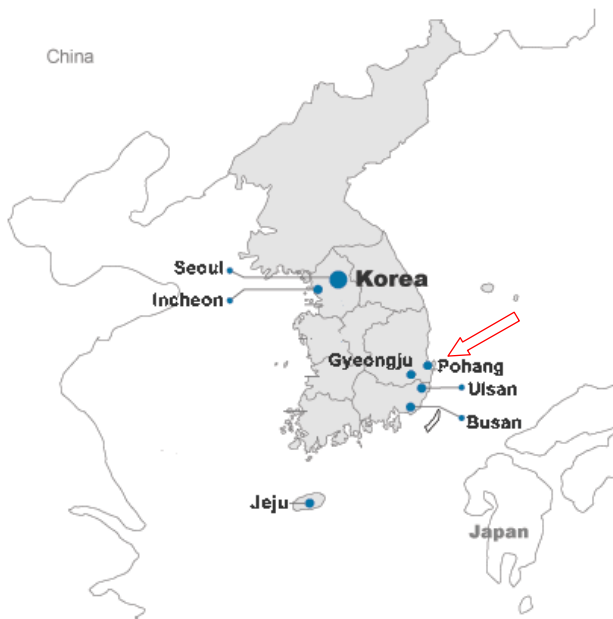 China
Seoul
Korea
Incheon
Gyeongju
Pohang
Ulsan
Busan
Jeju
Japan